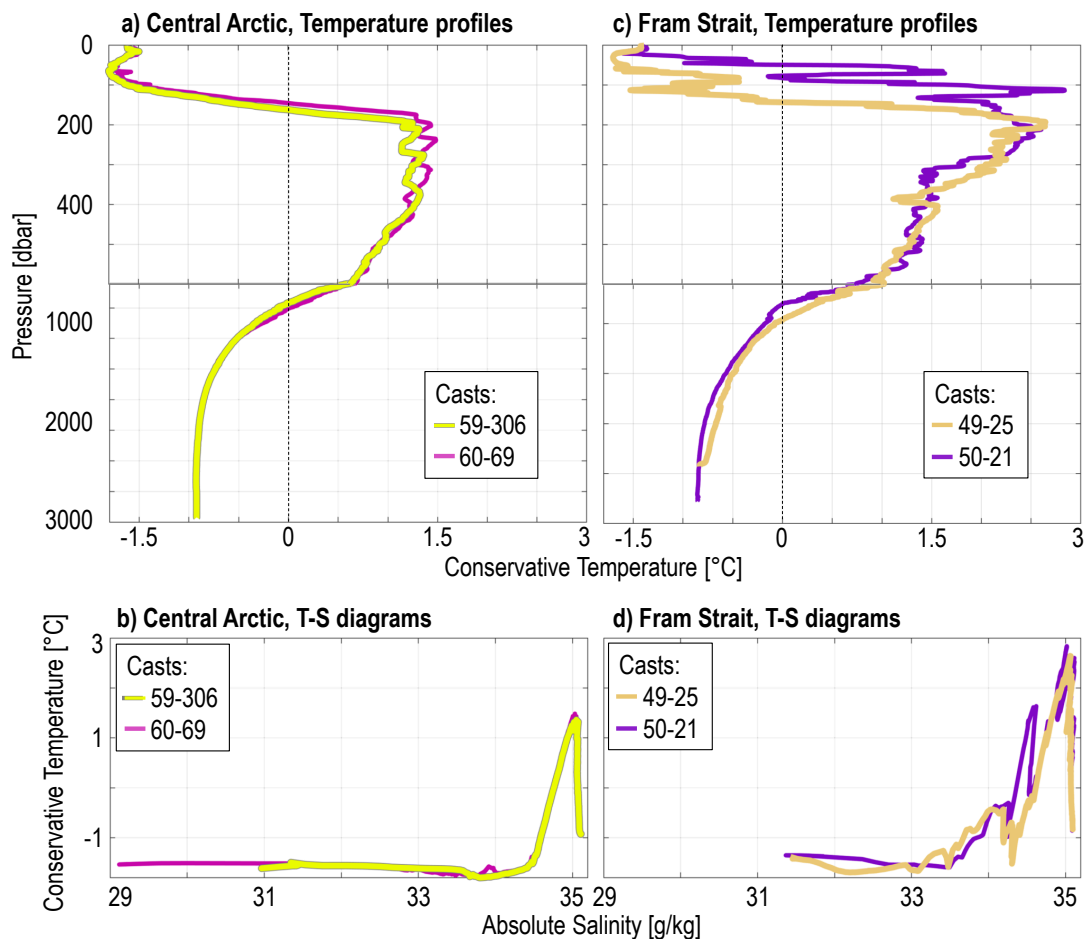 a) Central Arctic, Temperature profiles
c) Fram Strait, Temperature profiles
Pressure [dbar]
0
200
400
1000
2000
3000
Casts:
59-306
60-69
Casts:
49-25
50-21
-1.5
0
1.5
3
-1.5
0
1.5
3
Conservative Temperature [°C]
b) Central Arctic, T-S diagrams
d) Fram Strait, T-S diagrams
Conservative Temperature [°C]
3
1
-1
Casts:
59-306
60-69
Casts:
49-25
50-21
29
31
33
35
29
31
33
35
Absolute Salinity [g/kg]